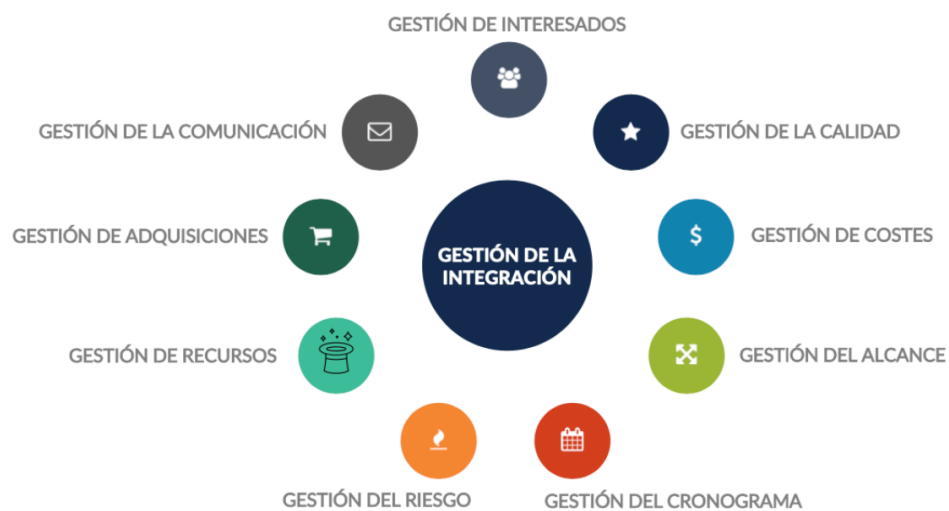 GESTIÓN DE INTERESADOS
GESTIÓN DE LA COMUNICACIÓN
GESTIÓN DE LA CALIDAD
GESTIÓN DE ADQUISICIONES
GESTIÓN DE COSTES
$
GESTIÓN DE LA
INTEGRACIÓN
GESTIÓN DE RECURSOS
GESTIÓN DEL ALCANCE
GESTIÓN DEL RIESGO
GESTIÓN DEL CRONOGRAMA